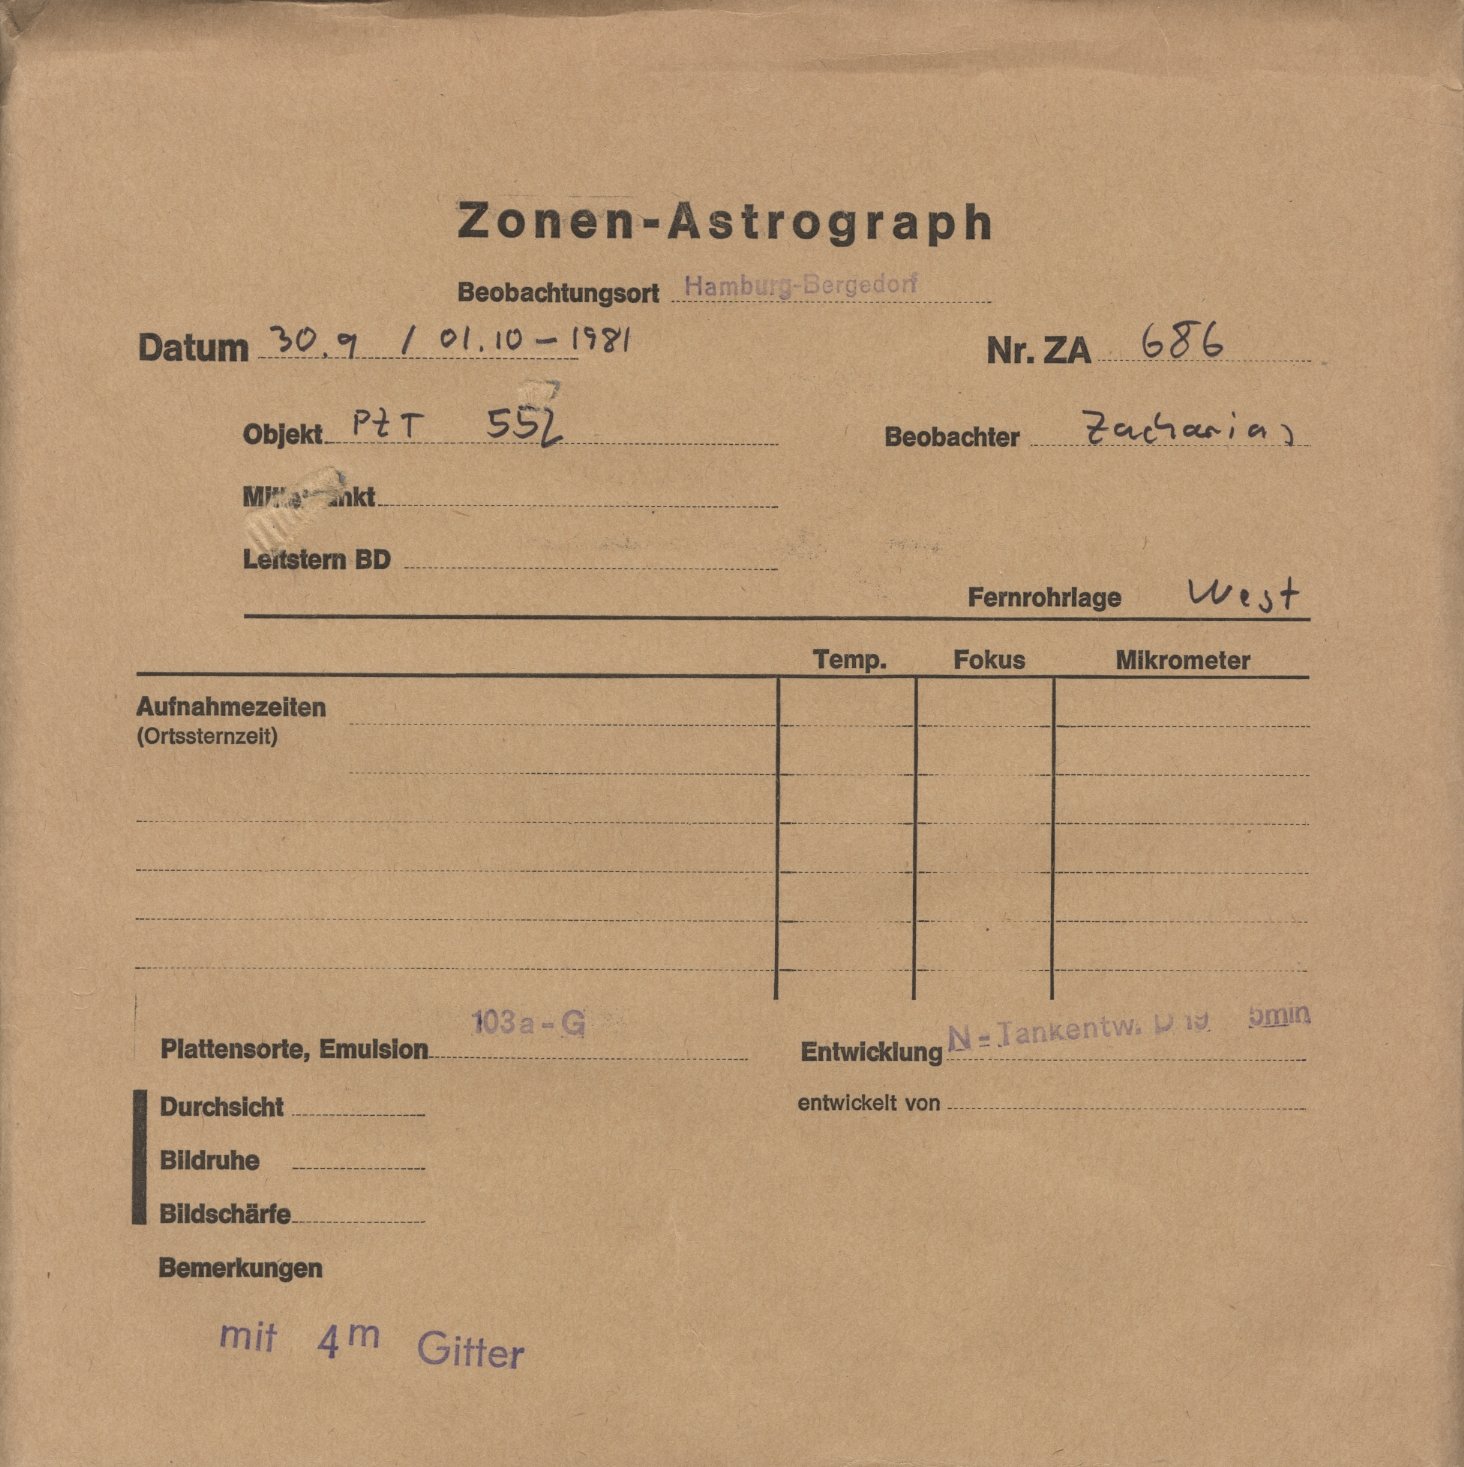 Zonen-Astrograph
Beobachtungsort Hamburg-Bergedorf
Datum 30.9 / 01.10 – 1981 Nr. ZA 686
Objekt PZT 552 Beobachter Zacharias
Mittelpunkt
Leitstern BD
Fernrohrlage West
Temp. Fokus Mikrometer
Aufnahmezeiten
(Ortssternzeit)
Plattensorte, Emulsion 103a-G Entwicklung N-Tankentw. D 19 5min
Durchsicht entwickelt von
Bildruhe
Bildschärfe
Bemerkungen
mit 4m Gitter